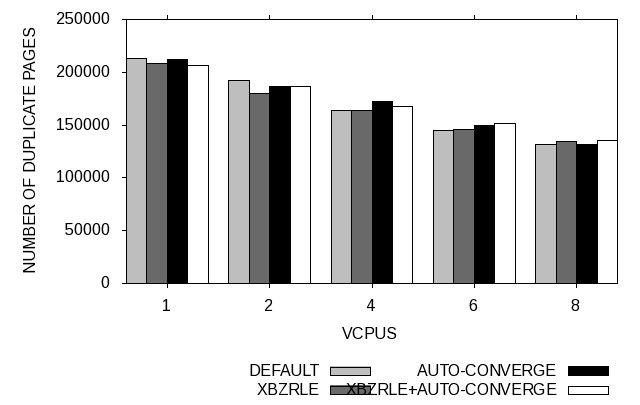 250000
200000
150000
100000
50000
0
NUMBER OF DUPLICATE PAGES
1 2 4 6 8
VCPUS
DEFAULT AUTO-CONVERGE
XBZRLE XBZRLE+AUTO-CONVERGE